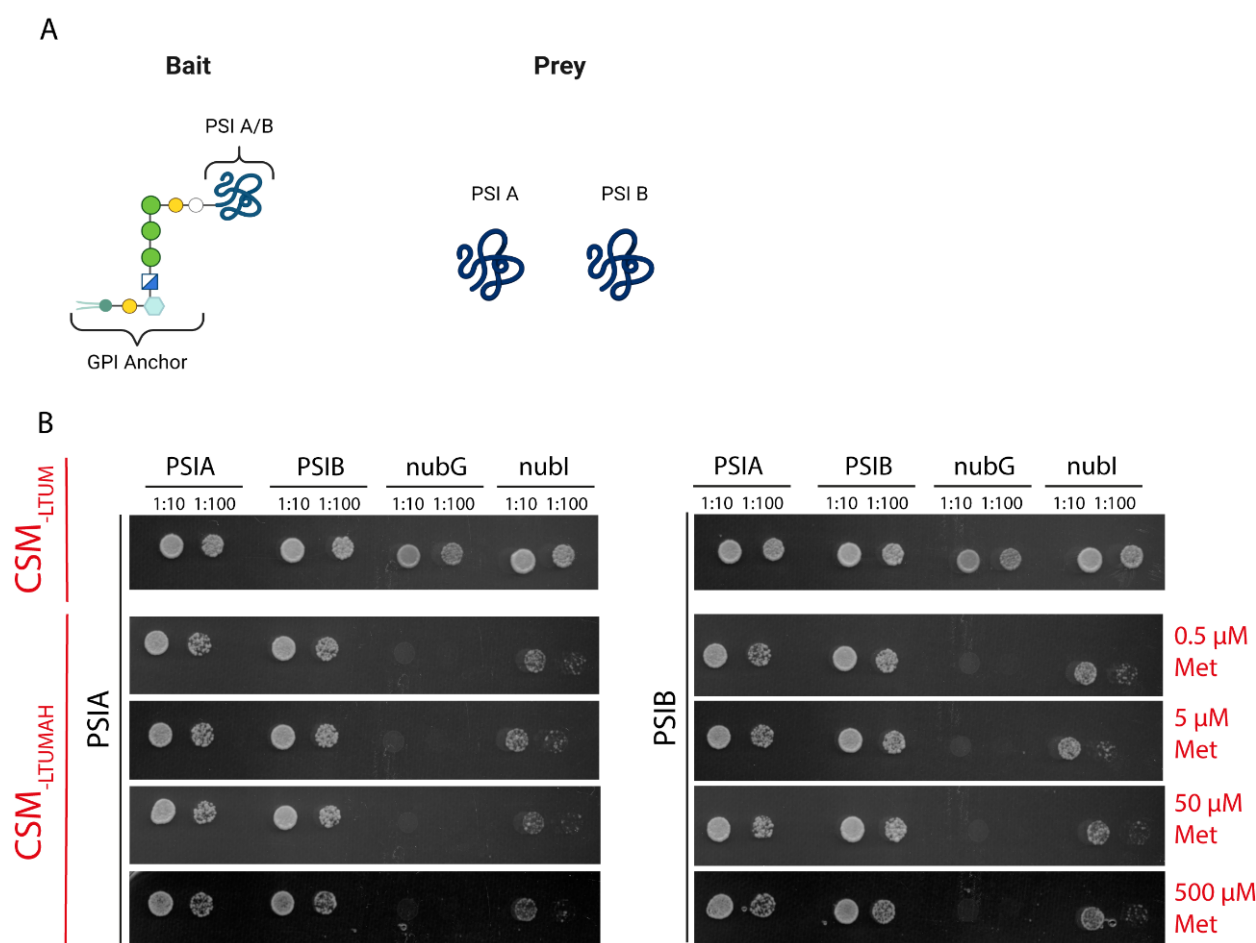 A
Bait
Prey
PSI A/B
PSI A
PSI B
GPI Anchor
B
PSIA PSIB nubG nubI
1:10 1:100 1:10 1:100 1:10 1:100 1:10 1:100
PSIA PSIB nubG nubI
1:10 1:100 1:10 1:100 1:10 1:100 1:10 1:100
CSM-LTUM
CSM-LTUMAH
PSIA
PSIB
0.5 µM
Met
5 µM
Met
50 µM
Met
500 µM
Met